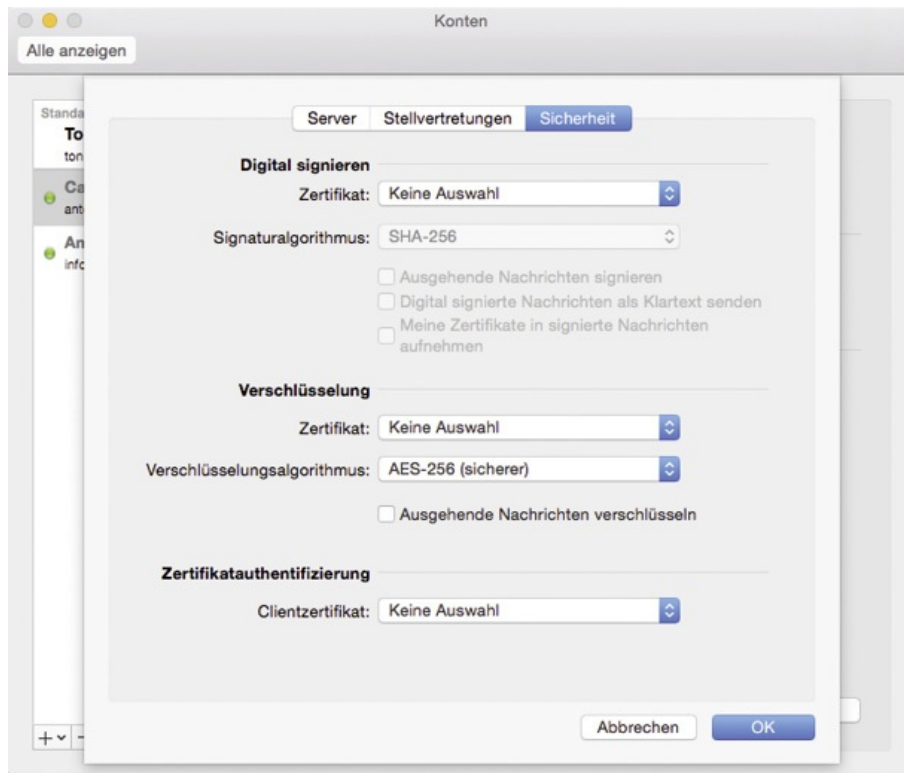 Konten
Alle anzeigen
Standa
To
ton
Ca
ant
An
info
Server Stellvertretungen Sicherheit
Digital signieren
Zertifikat: Keine Auswahl
Signaturalgorithmus: SHA-256
Ausgehende Nachrichten signieren
Digital signierte Nachrichten als Klartext senden
Meine Zertifikate in signierte Nachrichten
aufnehmen
Verschlüsselung
Zertifikat: Keine Auswahl
Verschlüsselungsalgorithmus: AES-256 (sicherer)
Ausgehende Nachrichten verschlüsseln
Zertifikatauthentifizierung
Clientzertifikat: Keine Auswahl
Abbrechen OK